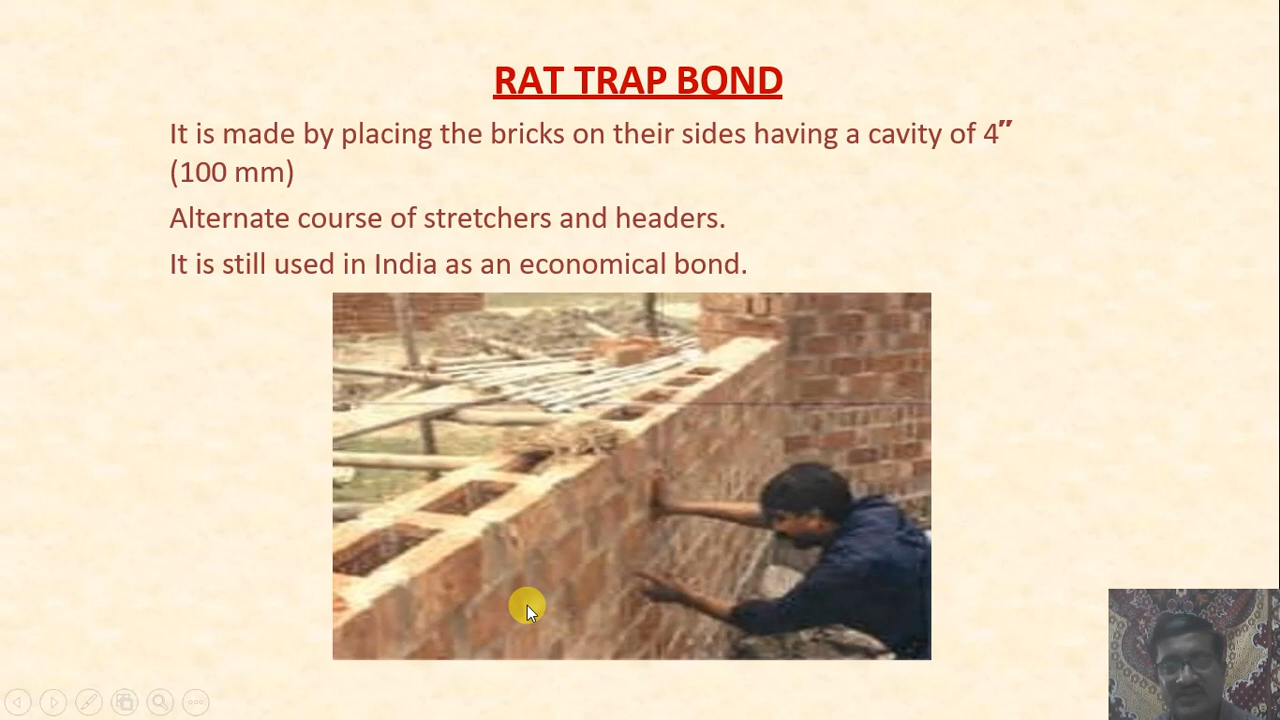 RAT TRAP BOND
It is made by placing the bricks on their sides having a cavity of 4”
(100 mm)
Alternate course of stretchers and headers.
It is still used in India as an economical bond.